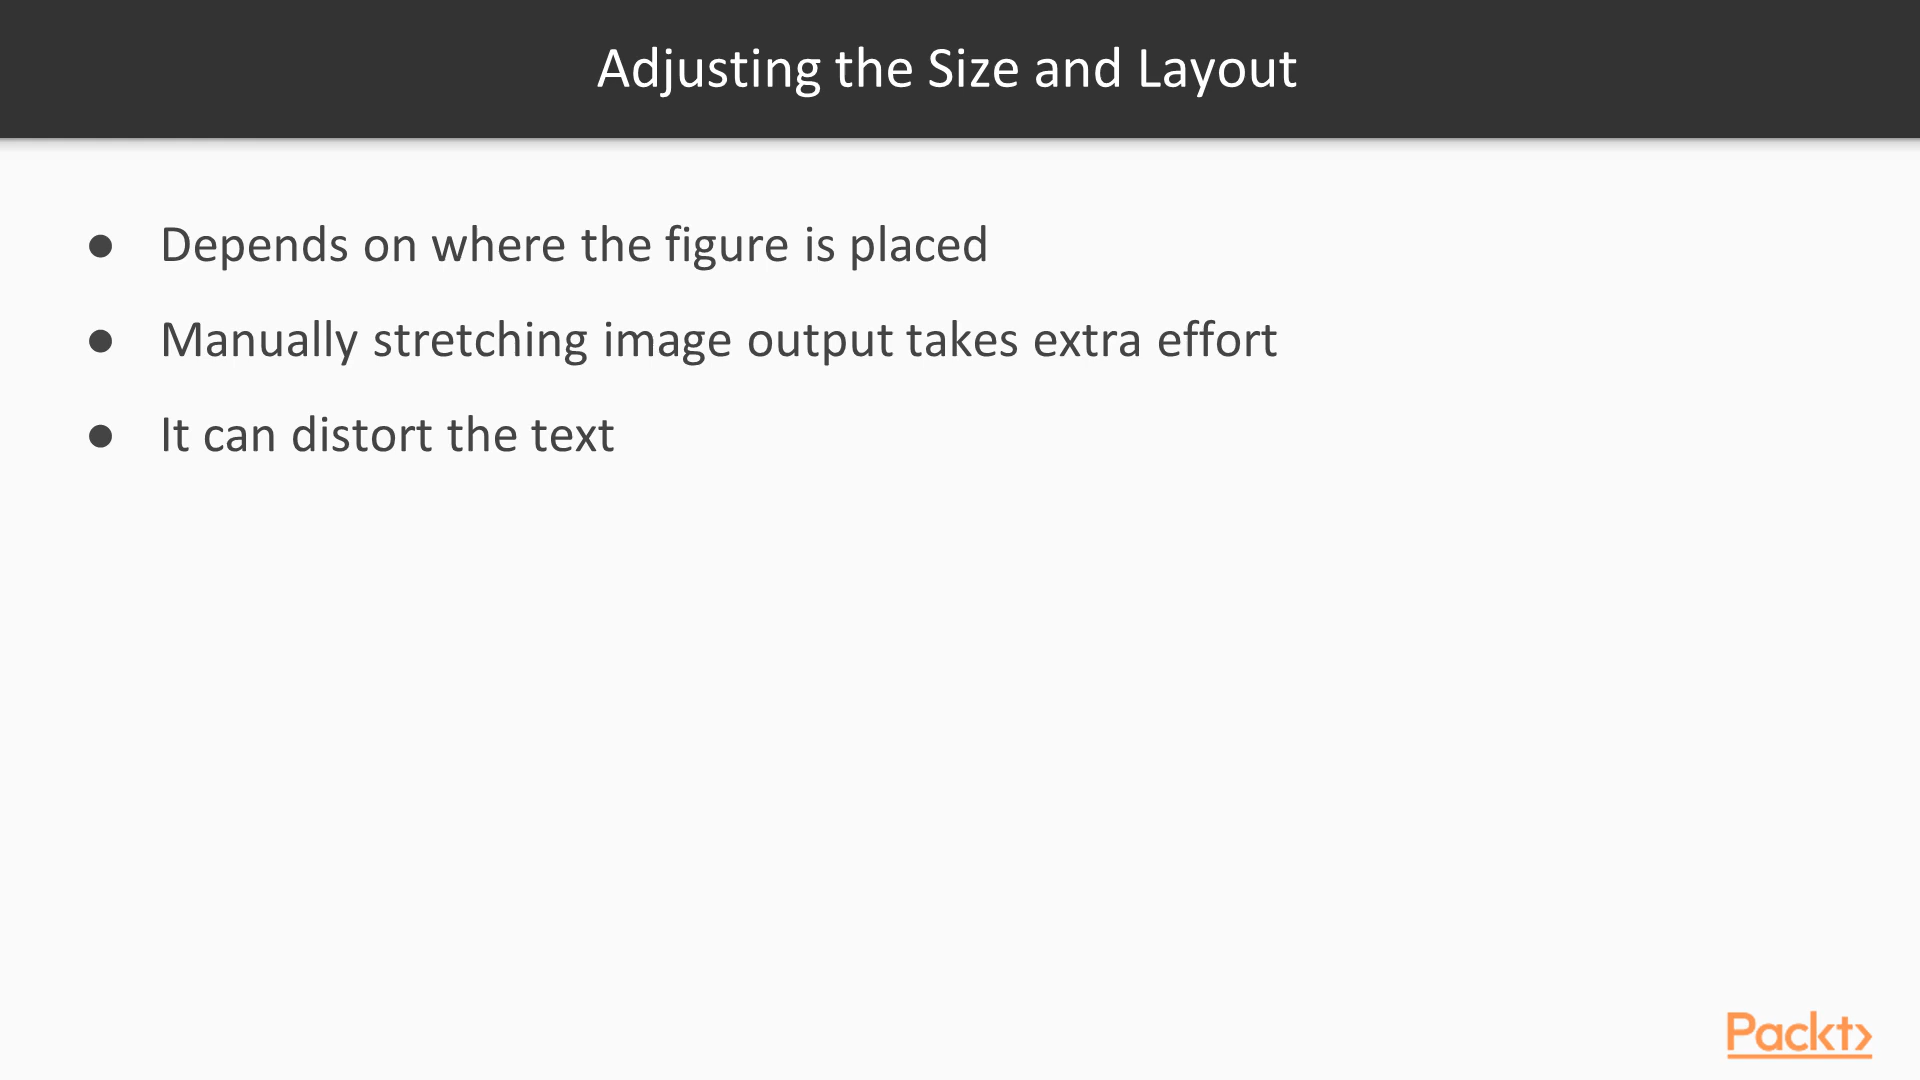 Adjusting the Size and Layout
● Depends on where the figure is placed
● Manually stretching image output takes extra effort
● It can distort the text
Packt>